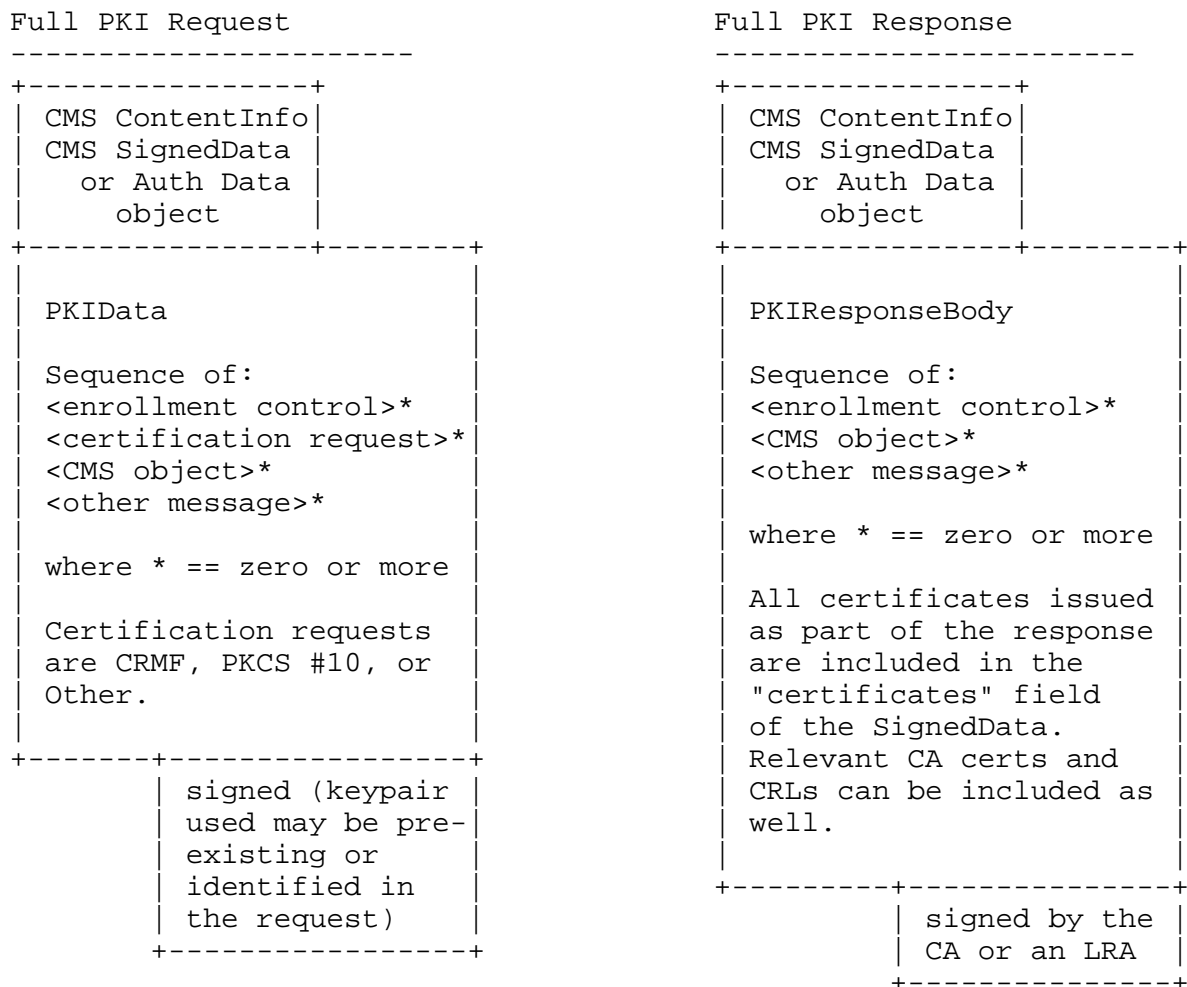 Full PKI Request
-----------------------
+----------------+
| CMS ContentInfo|
| CMS SignedData |
|   or Auth Data |
|     object     |
+----------------+--------+
|                         |
| PKIData                 |
|                         |
| Sequence of:            |
| <enrollment control>*   |
| <certification request>*|
| <CMS object>*           |
| <other message>*        |
|                         |
| where * == zero or more |
|                         |
| Certification requests  |
| are CRMF, PKCS #10, or  |
| Other.                  |
|                         |
+-------+-----------------+
        | signed (keypair |
        | used may be pre-|
        | existing or     |
        | identified in   |
        | the request)    |
        +-----------------+
Full PKI Response
------------------------
+----------------+
| CMS ContentInfo|
| CMS SignedData |
|   or Auth Data |
|     object     |
+----------------+--------+
|                         |
| PKIResponseBody         |
|                         |
| Sequence of:            |
| <enrollment control>*   |
| <CMS object>*           |
| <other message>*        |
|                         |
| where * == zero or more |
|                         |
| All certificates issued |
| as part of the response |
| are included in the     |
| "certificates" field    |
| of the SignedData.      |
| Relevant CA certs and   |
| CRLs can be included as |
| well.                   |
|                         |
+---------+---------------+
          | signed by the |
          | CA or an LRA  |
          +---------------+